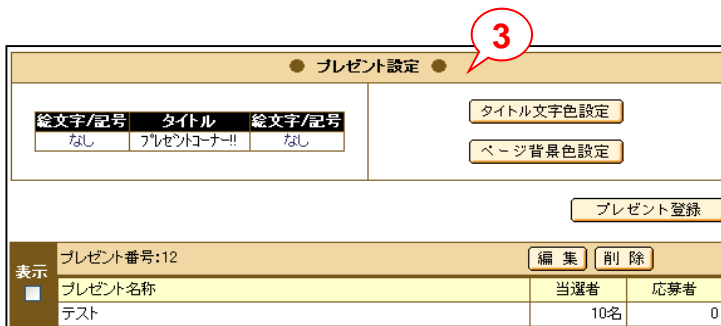 3
● プレゼント設定 ●
絵文字/記号 タイトル 絵文字/記号
なし ﾌﾟﾚｾﾞﾝﾄｺｰﾅｰ!! なし
タイトル文字色設定
ページ背景色設定
プレゼント登録
表示 プレゼント番号:12 編 集 削 除
プレゼント名称 当選者 応募者
テスト 10名 0